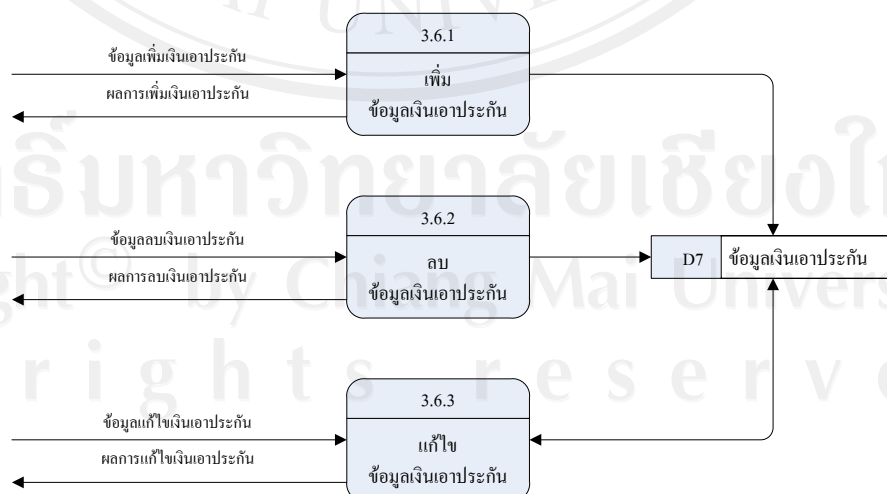 3.6.1
ข้อมูลเพิ่มเงินเอาประกัน
เพิ่ม
ผลการเพิ่มเงินเอาประกัน
ข้อมูลเงินเอาประกัน
3.6.2
ข้อมูลลบเงินเอาประกัน
ลบ
ผลการลบเงินเอาประกัน
ข้อมูลเงินเอาประกัน
D7 ข้อมูลเงินเอาประกัน
3.6.3
ข้อมูลแก้ไขเงินเอาประกัน
แก้ไข
ผลการแก้ไขเงินเอาประกัน
ข้อมูลเงินเอาประกัน
by Chiang Mai
rights